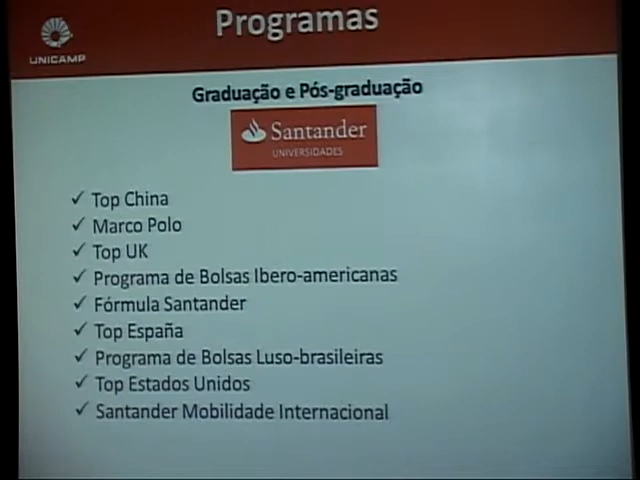 Programas
UNICAMP
Graduação e Pós-graduação
Santander
UNIVERSIDADES
✓ Top China
✓ Marco Polo
✓ Top UK
✓ Programa de Bolsas Ibero-americanas
✓ Fórmula Santander
✓ Top España
✓ Programa de Bolsas Luso-brasileiras
✓ Top Estados Unidos
✓ Santander Mobilidade Internacional